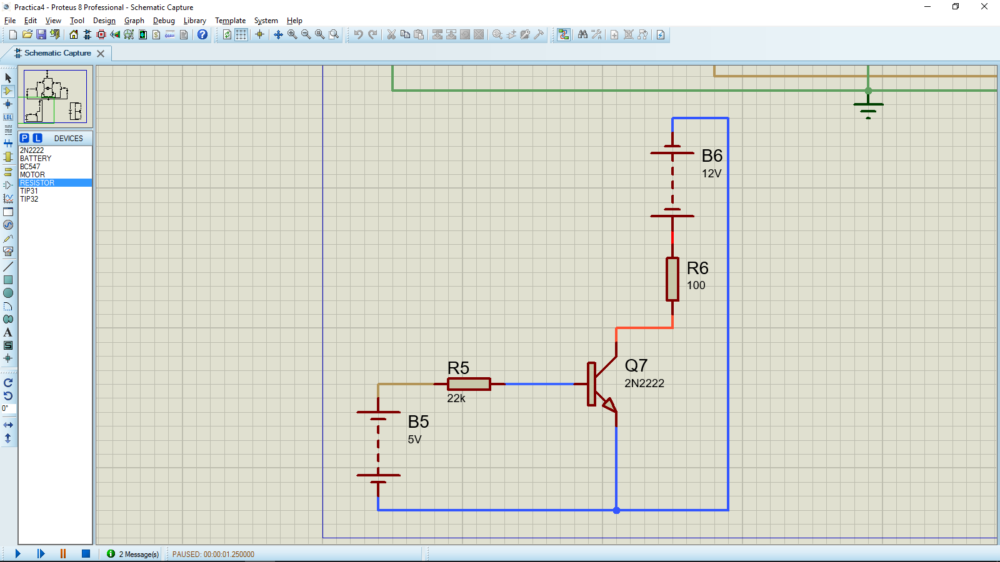 Practica4 - Proteus 8 Professional - Schematic Capture
File Edit View Tool Design Graph Debug Library Template System Help
Schematic Capture
P L DEVICES
2N2222
BATTERY
BC547
MOTOR
RESISTOR
TIP31
TIP32
LBL
A
S
0°
B6
12V
R6
100
Q7
2N2222
R5
22k
B5
5V
2 Message(s)
PAUSED: 00:00:01.250000